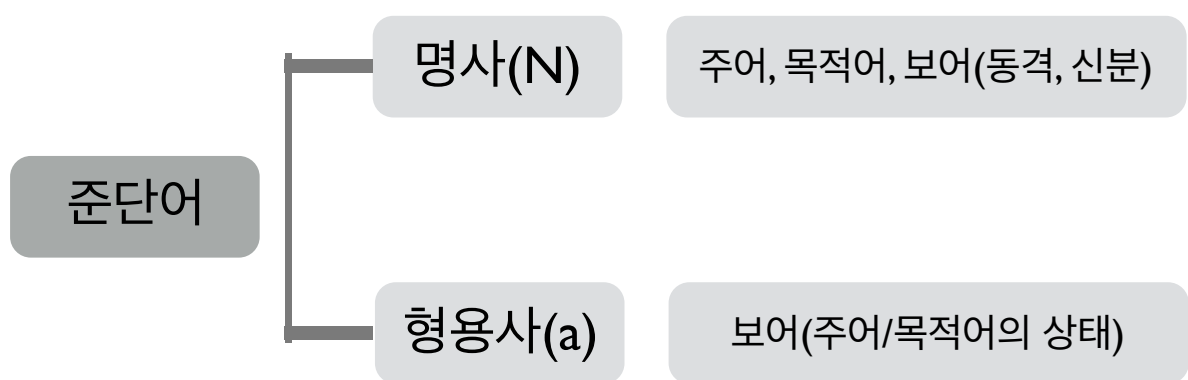 명사(N)
주어, 목적어, 보어(동격, 신분)
준단어
형용사(a)
보어(주어/목적어의 상태)